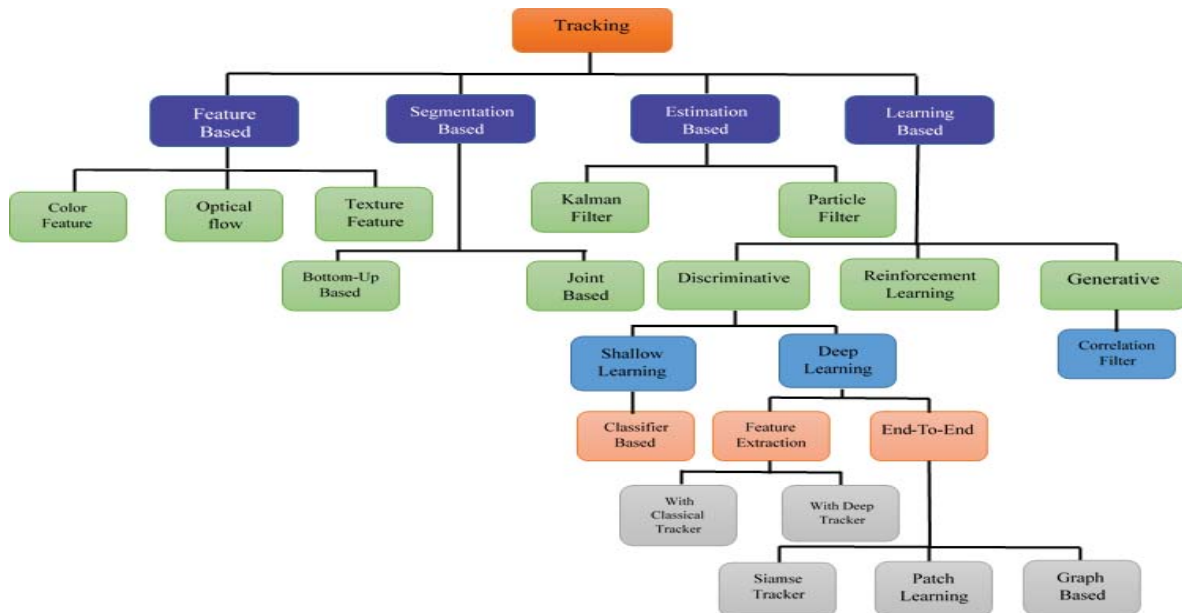 Tracking
Feature
Based
Segmentation
Based
Estimation
Based
Learning
Based
Color
Feature
Optical
flow
Texture
Feature
Kalman
Filter
Particle
Filter
Bottom-Up
Based
Joint
Based
Discriminative
Reinforcement
Learning
Generative
Shallow
Learning
Deep
Learning
Correlation
Filter
Classifier
Based
Feature
Extraction
End-To-End
With
Classical
Tracker
With Deep
Tracker
Siamse
Tracker
Patch
Learning
Graph
Based